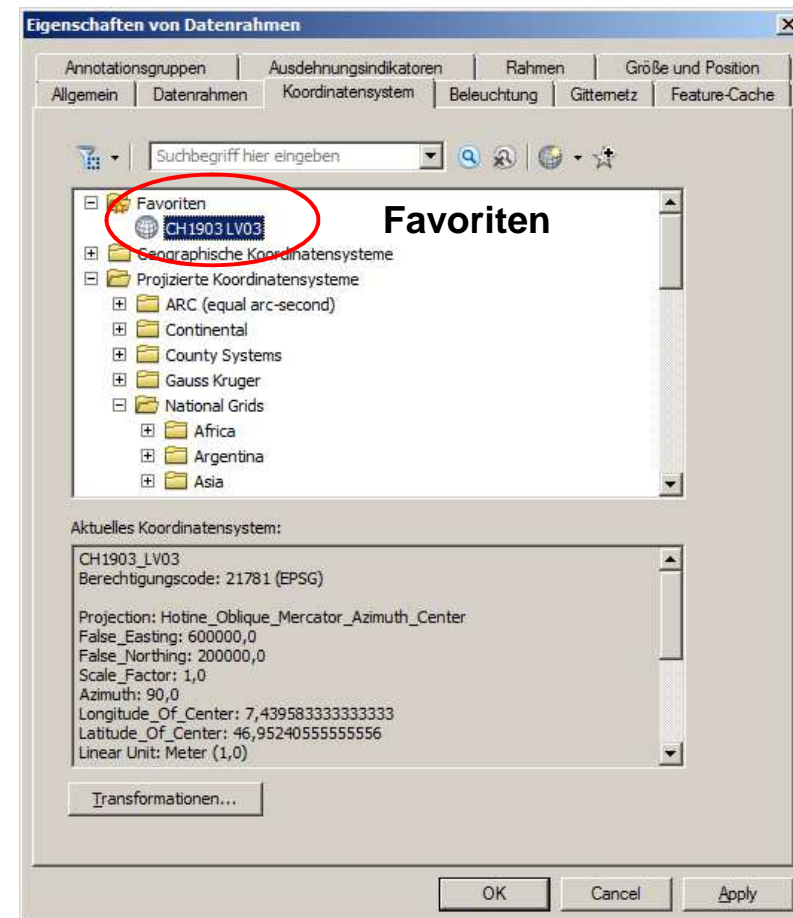 Eigenschaften von Datenrahmen
Annotationsgruppen Ausdehnungsindikatoren Rahmen Größe und Position
Allgemein Datenrahmen Koordinatensystem Beleuchtung Gitternetz Feature-Cache
Suchbegriff hier eingeben
Favoriten
Favoriten
CH1903 LV03
Geographische Koordinatensysteme
Projizierte Koordinatensysteme
ARC (equal arc-second)
Continental
County Systems
Gauss Kruger
National Grids
Africa
Argentina
Asia
Aktuelles Koordinatensystem:
CH1903_LV03
Berechtigungscode: 21781 (EPSG)
Projection: Hotine_Oblique_Mercator_Azimuth_Center
False_Easting: 600000,0
False_Northing: 200000,0
Scale_Factor: 1,0
Azimuth: 90,0
Longitude_Of_Center: 7,439583333333333
Latitude_Of_Center: 46,95240555555556
Linear Unit: Meter (1,0)
Transformationen...
OK Cancel Apply